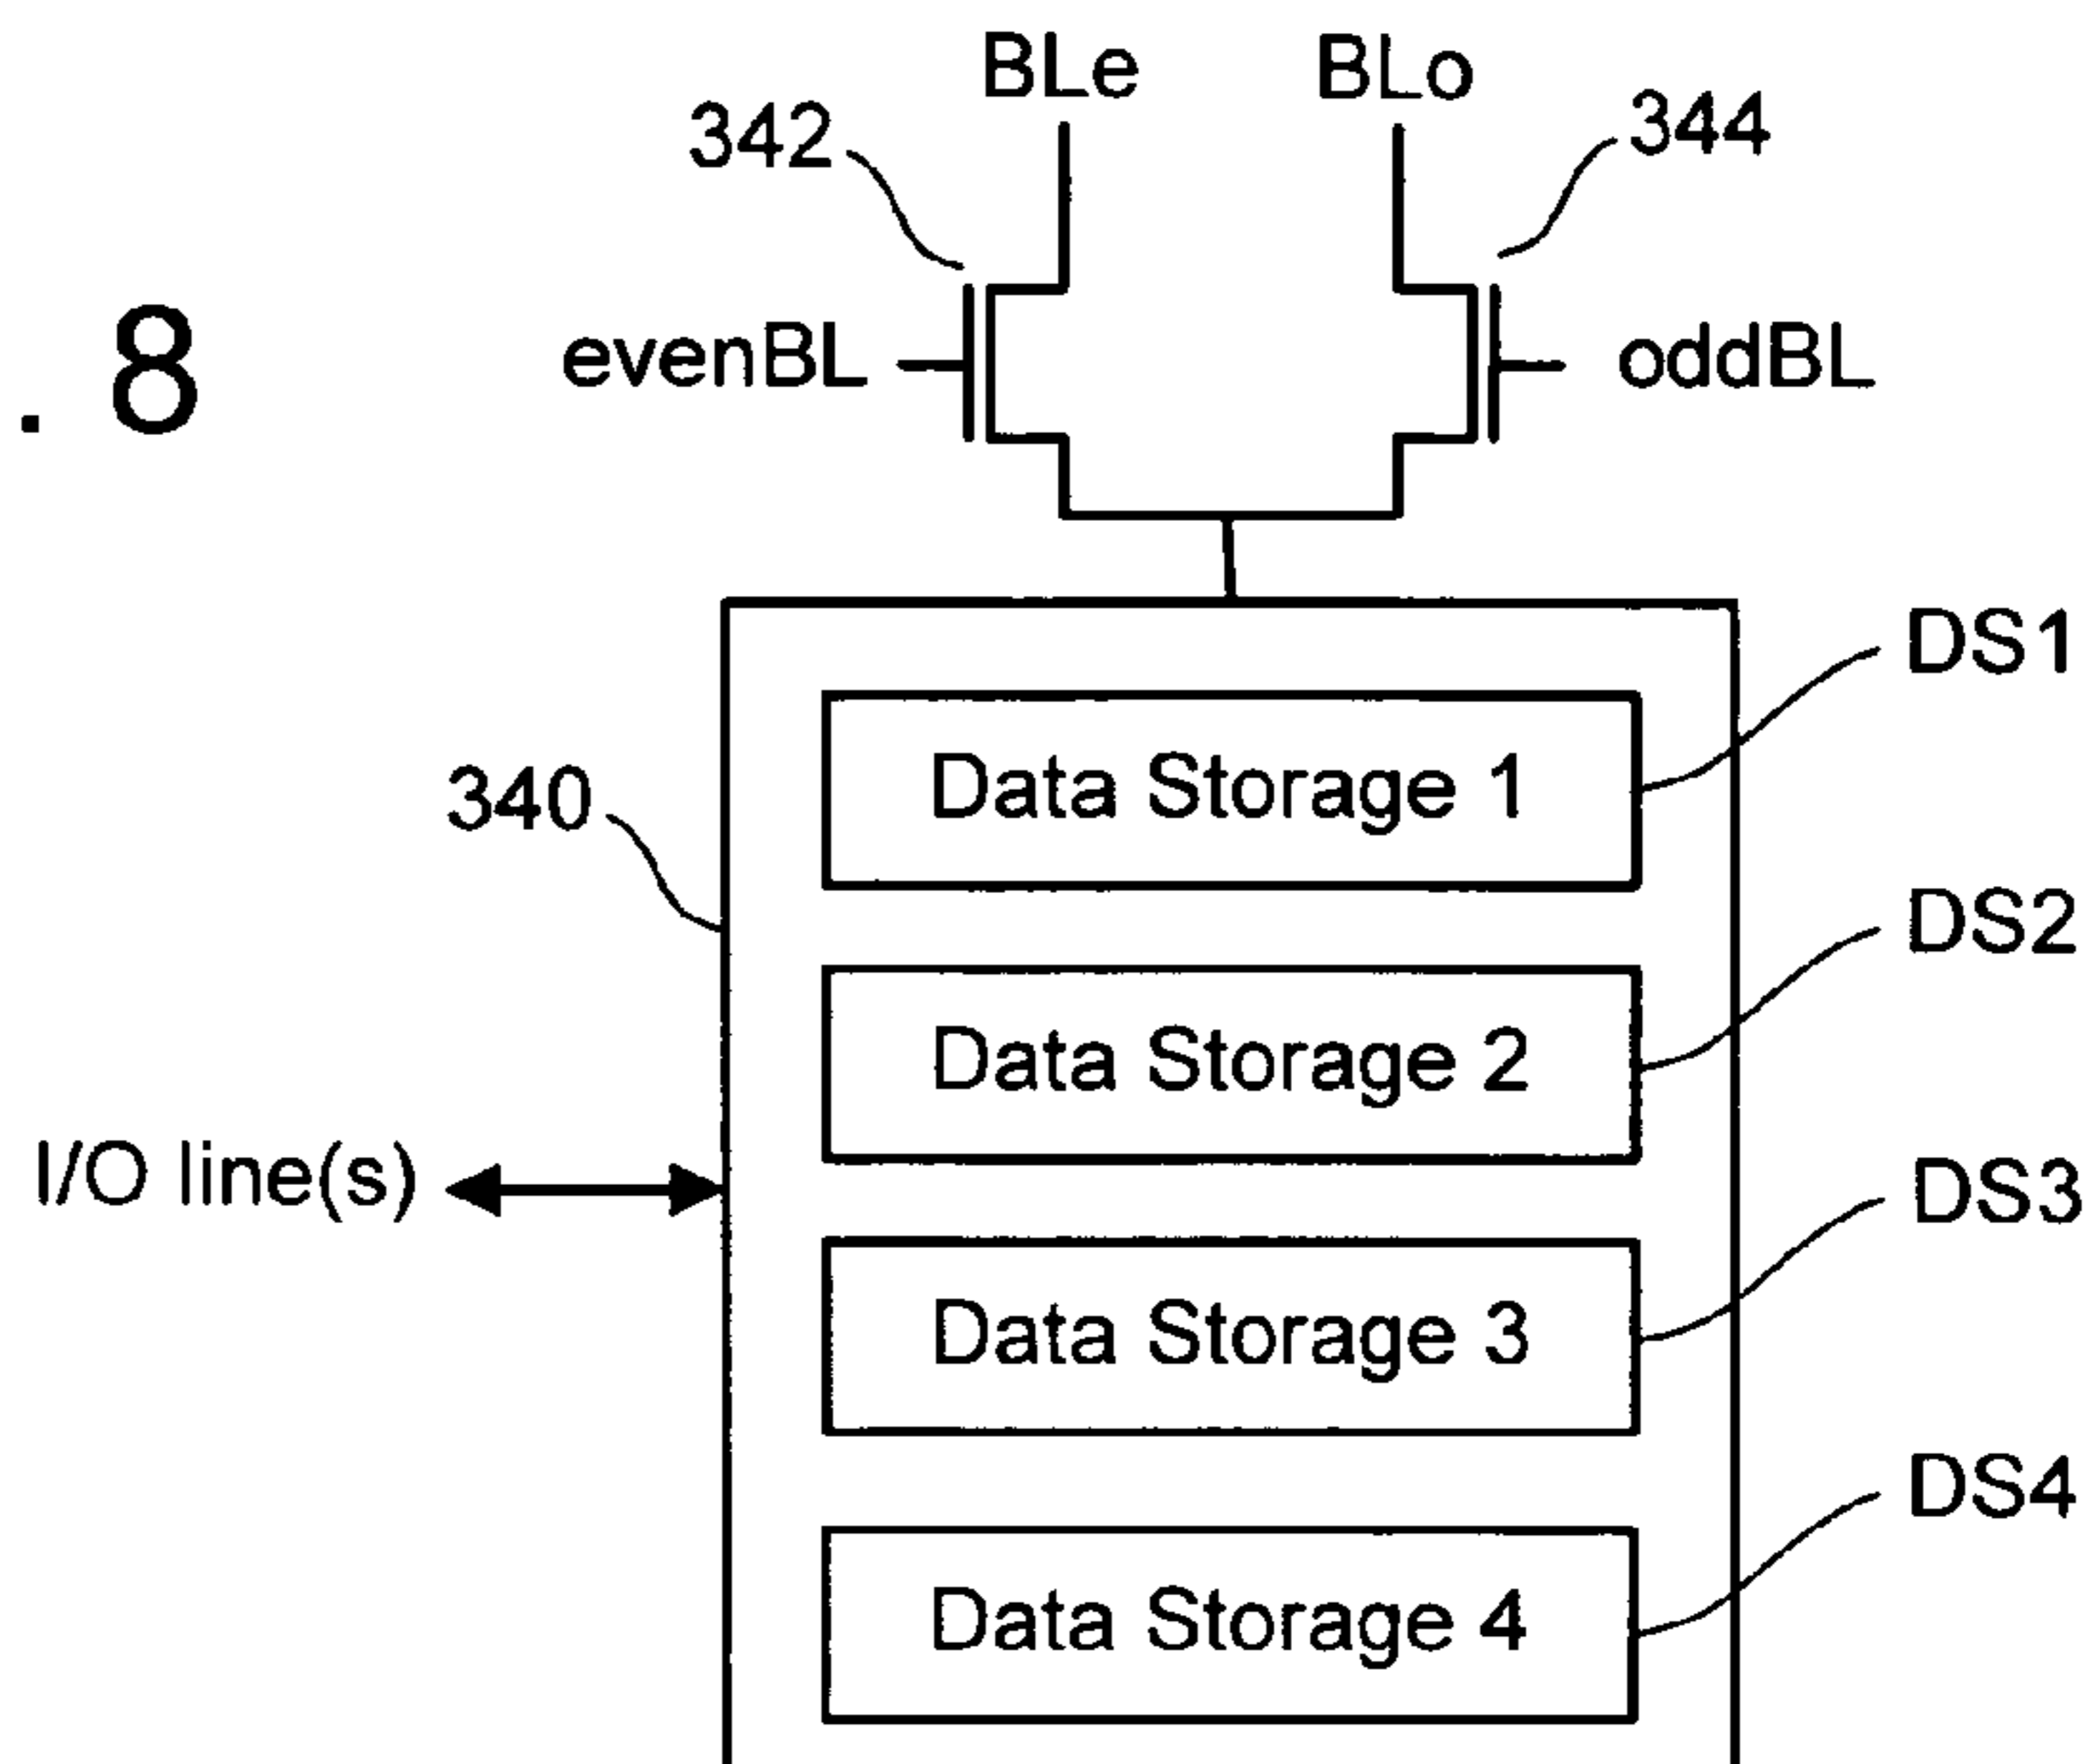 BLe BLo
342 344
. 8
evenBL oddBL
DS1
Data Storage 1
340
DS2
Data Storage 2
I/O line(s)
DS3
Data Storage 3
DS4
Data Storage 4